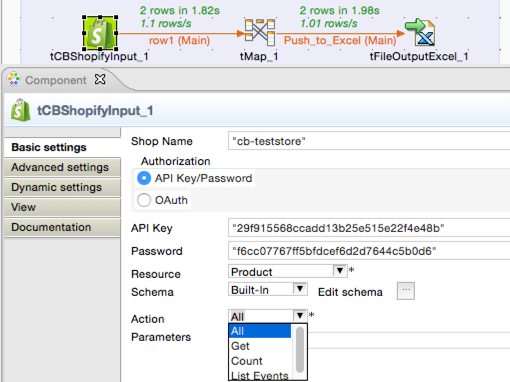 2 rows in 1.82s
2 rows in 2.98s
1.1 rows/s
1.01 rows/s
row1 (Main)
Push_to_Excel (Main)
tCBShopifyInput_1
tMap_1
tFileOutputExcel_1
Component
tCBShopifyInput_1
Basic settings
Advanced settings
Dynamic settings
View
Documentation
Shop Name
"cb-teststore"
Authorization
API Key/Password
OAuth
API Key
"29f915568ccadd13b25e515e22f4e48b"
Password
"f6cc07767ff5bfdcef6d2d7644c5b0d6"
Resource
Product
*
Schema
Built-In
Edit schema
...
Action
All
*
All
Parameters
Get
Count
List Events